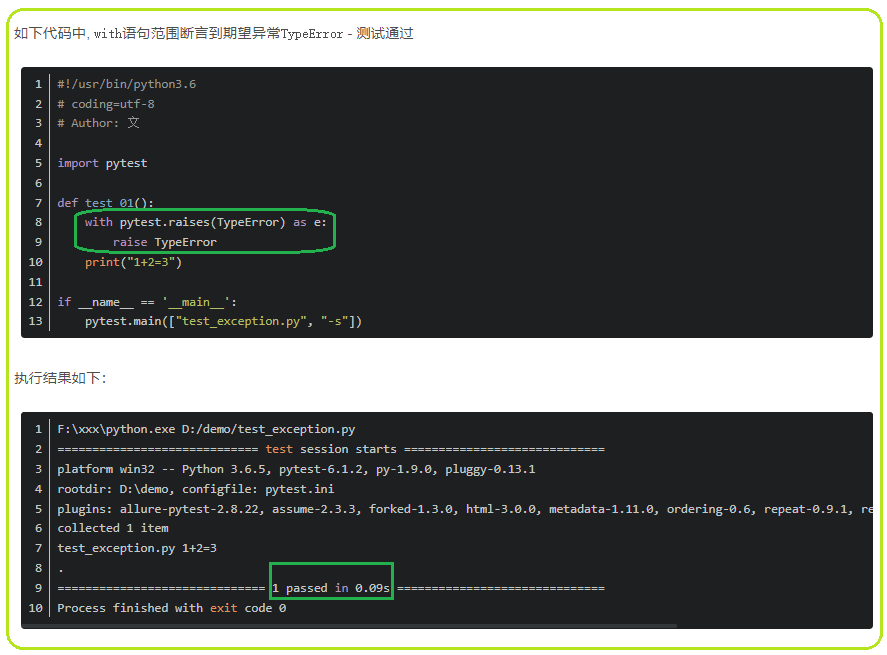 如下代码中, with语句范围断言到期望异常TypeError - 测试通过
1 #!/usr/bin/python3.6
2 # coding=utf-8
3 # Author: 文
4
5 import pytest
6
7 def test_01():
8     with pytest.raises(TypeError) as e:
9         raise TypeError
10     print("1+2=3")
11
12 if __name__ == '__main__':
13     pytest.main(["test_exception.py", "-s"])
执行结果如下：
1 F:\xxx\python.exe D:/demo/test_exception.py
2 ============================= test session starts =============================
3 platform win32 -- Python 3.6.5, pytest-6.1.2, py-1.9.0, pluggy-0.13.1
4 rootdir: D:\demo, configfile: pytest.ini
5 plugins: allure-pytest-2.8.22, assume-2.3.3, forked-1.3.0, html-3.0.0, metadata-1.11.0, ordering-0.6, repeat-0.9.1, re
6 collected 1 item
7 test_exception.py 1+2=3
8 .
9 ============================== 1 passed in 0.09s ==============================
10 Process finished with exit code 0